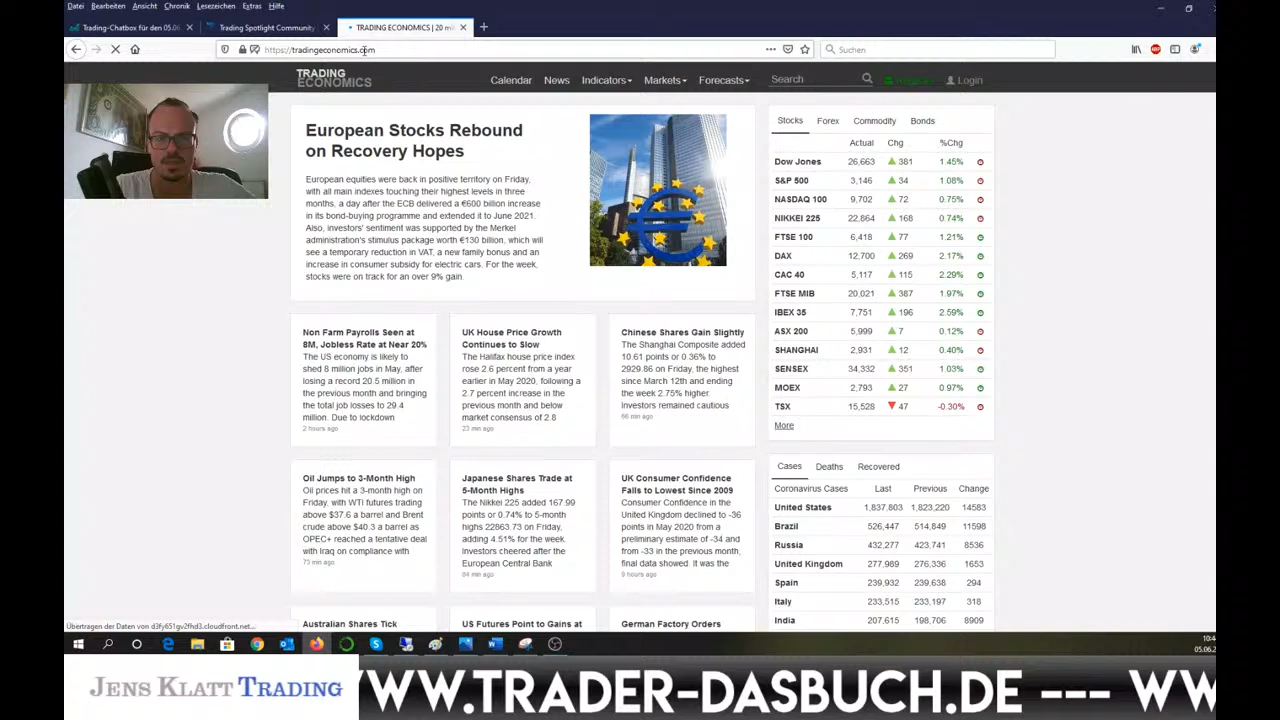 Datei Bearbeiten Ansicht Chronik Lesezeichen Extras Hilfe
Trading-Chatbox für den 05.06
Trading Spotlight Community
TRADING ECONOMICS | 20 mi
https://tradingeconomics.com
Suchen
TRADING
ECONOMICS
Calendar News Indicators Markets Forecasts
Search
Login
European Stocks Rebound
on Recovery Hopes
European equities were back in positive territory on Friday,
with all main indexes touching their highest levels in three
months, a day after the ECB delivered a €600 billion increase
in its bond-buying programme and extended it to June 2021.
Also, investors' sentiment was supported by the Merkel
administration's stimulus package worth €130 billion, which will
see a temporary reduction in VAT, a new family bonus and an
increase in consumer subsidy for electric cars. For the week,
stocks were on track for an over 9% gain.
Non Farm Payrolls Seen at
8M, Jobless Rate at Near 20%
The US economy is likely to
shed 8 million jobs in May, after
losing a record 20.5 million in
the previous month and bringing
the total job losses to 29.4
million. Due to lockdown
2 hours ago
UK House Price Growth
Continues to Slow
The Halifax house price index
rose 2.6 percent from a year
earlier in May 2020, following a
2.7 percent increase in the
previous month and below
market consensus of 2.8
23 min ago
Chinese Shares Gain Slightly
The Shanghai Composite added
10.61 points or 0.36% to
2929.86 on Friday, the highest
since March 12th and ending
the week 2.75% higher.
Investors remained cautious
66 min ago
Oil Jumps to 3-Month High
Oil prices hit a 3-month high on
Friday, with WTI futures trading
above $37.6 a barrel and Brent
crude above $40.3 a barrel as
OPEC+ reached a tentative deal
with Iraq on compliance with
73 min ago
Japanese Shares Trade at
5-Month Highs
The Nikkei 225 added 167.99
points or 0.74% to 5-month
highs 22863.73 on Friday,
adding 4.51% for the week.
Investors cheered after the
European Central Bank
84 min ago
UK Consumer Confidence
Falls to Lowest Since 2009
Consumer Confidence in the
United Kingdom declined to -36
points in May 2020 from a
preliminary estimate of -34 and
from -33 in the previous month,
final data showed. It was the
9 hours ago
Australian Shares Tick
US Futures Point to Gains at
German Factory Orders
Stocks Forex Commodity Bonds
Actual Chg %Chg
Dow Jones 26,663 381 1.45%
S&P 500 3,146 34 1.08%
NASDAQ 100 9,702 72 0.75%
NIKKEI 225 22,864 168 0.74%
FTSE 100 6,418 77 1.21%
DAX 12,700 269 2.17%
CAC 40 5,117 115 2.29%
FTSE MIB 20,021 387 1.97%
IBEX 35 7,751 196 2.59%
ASX 200 5,999 7 0.12%
SHANGHAI 2,931 12 0.40%
SENSEX 34,332 351 1.03%
MOEX 2,793 27 0.97%
TSX 15,528 47 -0.30%
More
Cases Deaths Recovered
Coronavirus Cases Last Previous Change
United States 1,837,803 1,823,220 14583
Brazil 526,447 514,849 11598
Russia 432,277 423,741 8536
United Kingdom 277,989 276,336 1653
Spain 239,932 239,638 294
Italy 233,515 233,197 318
India 207,615 198,706 8909
Übertragen der Daten von d3fy651gv2fhd3.cloudfront.net...
10:4
05.06.2
JENS KLATT TRADING
WWW.TRADER-DASBUCH.DE --- WW